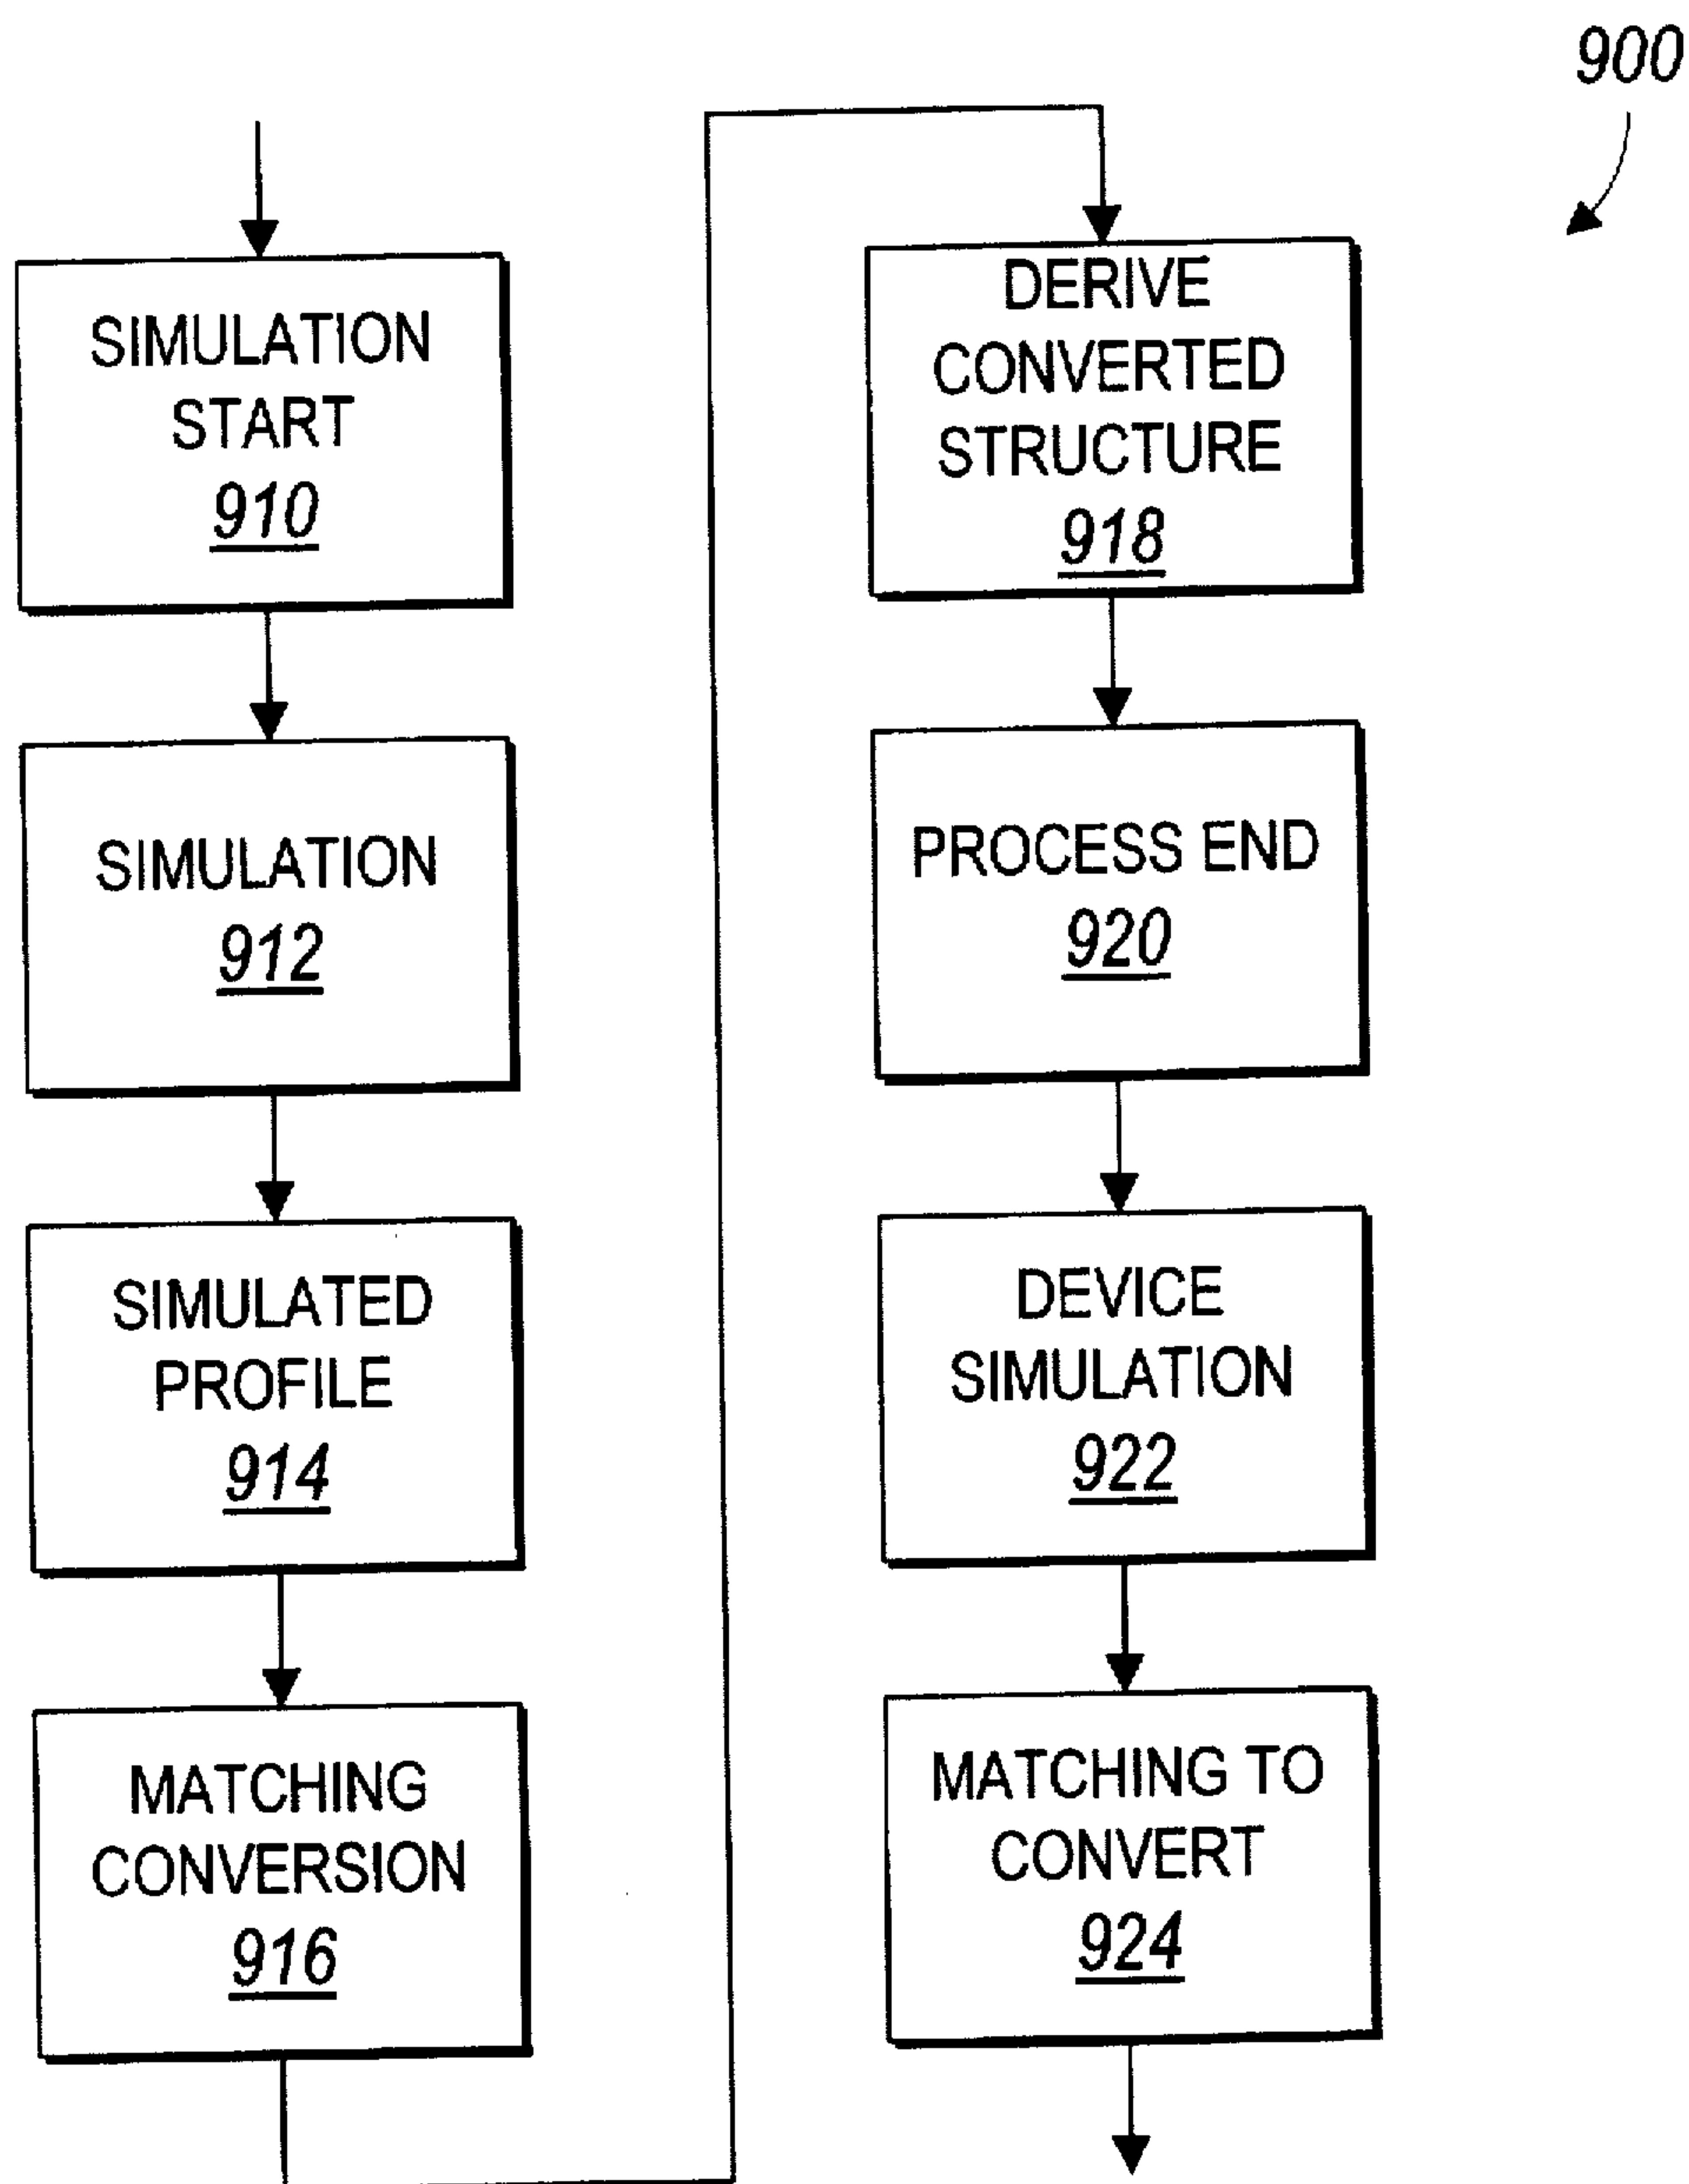 900
SIMULATION
START
910
SIMULATION
912
SIMULATED
PROFILE
914
MATCHING
CONVERSION
916
DERIVE
CONVERTED
STRUCTURE
918
PROCESS END
920
DEVICE
SIMULATION
922
MATCHING TO
CONVERT
924